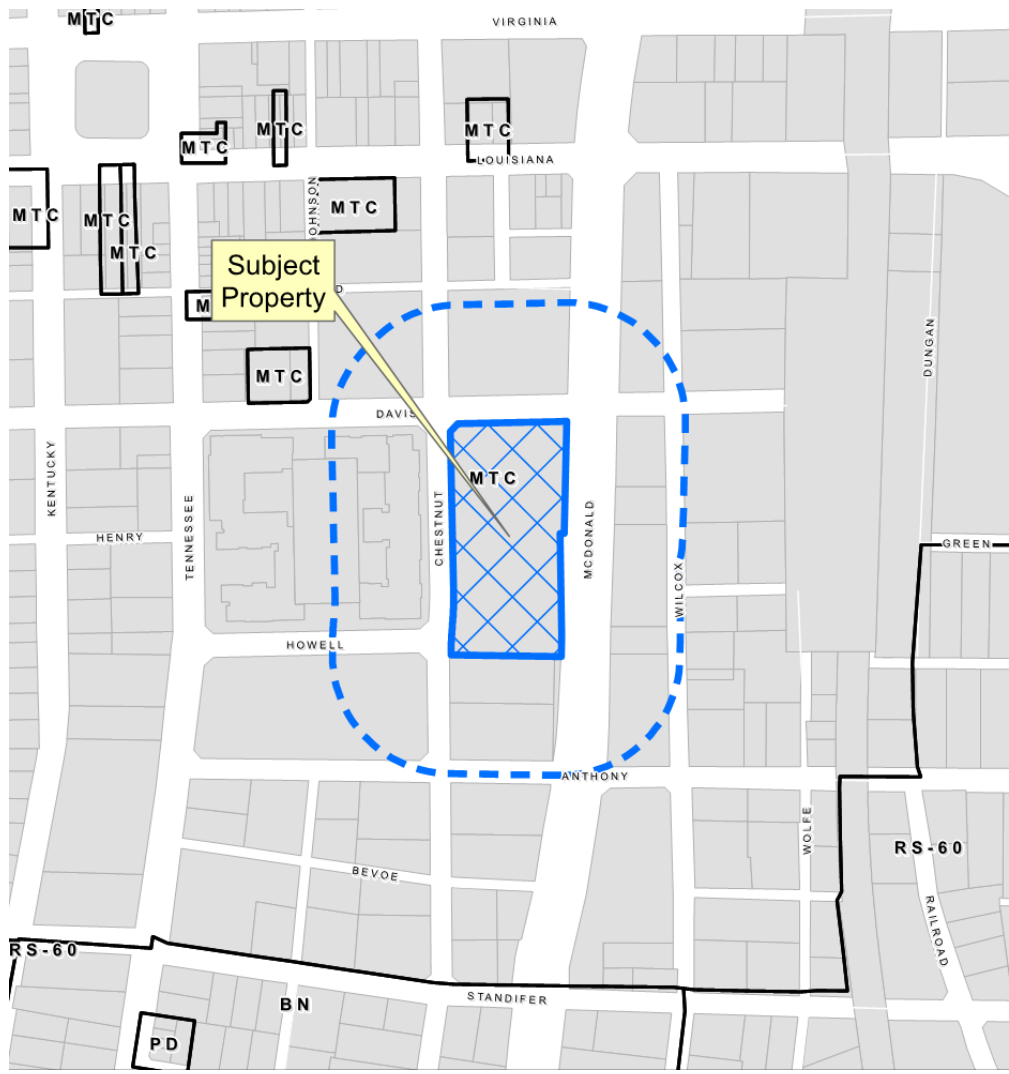 MTC
VIRGINIA
MTC
MTC
MTC
LOUISIANA
MTC
MTC
MTC
MTC
JOHNSON
Subject
Property
D
M
DUNGAN
MTC
DAVIS
KENTUCKY
TENNESSEE
CHESTNUT
MTC
MCDONALD
WILCOX
HENRY
GREEN
HOWELL
ANTHONY
WOLFE
RS-60
BEVOE
RAILROAD
RS-60
STANDIFER
BN
PD